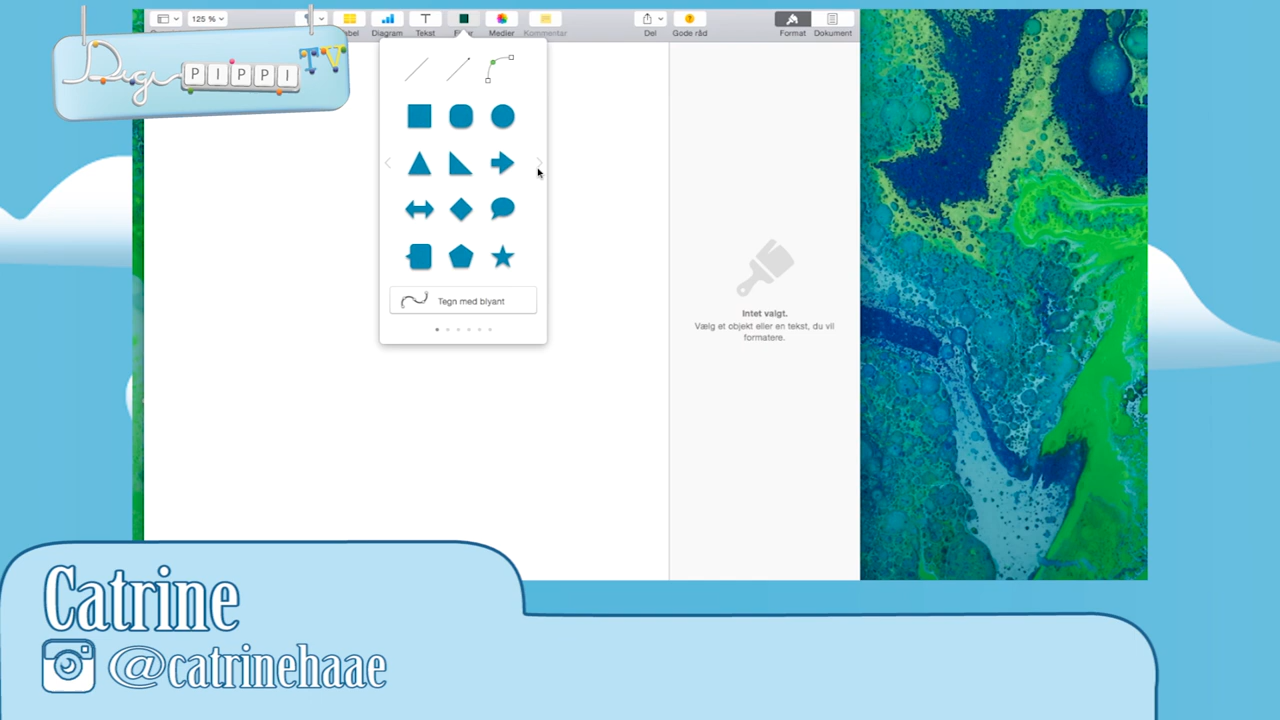 125 %
Diagram
Tekst
Medier
Kommentar
Del
Gode råd
Format
Dokument
Digi
PIPPI
TV
Tegn med blyant
Intet valgt.
Vælg et objekt eller en tekst, du vil
formatere.
Catrine
@catrinehaae